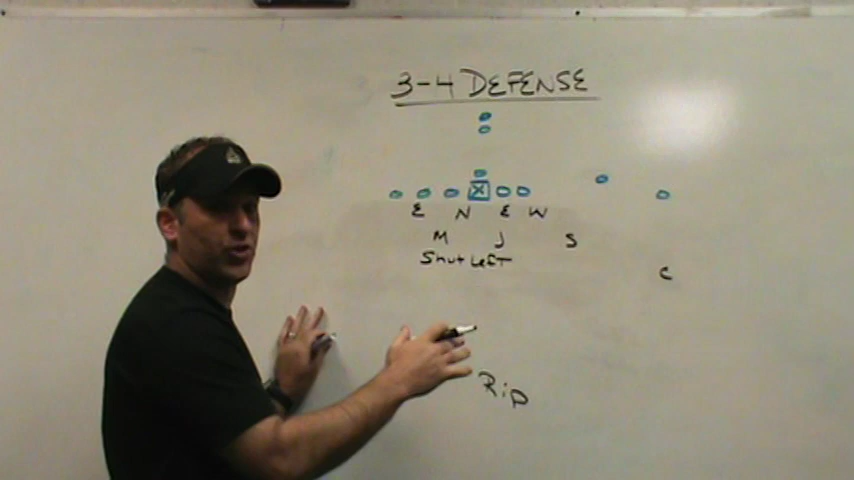 3-4 DEFENSE
X
E N E W
M J S
Shut Left
C
Rip